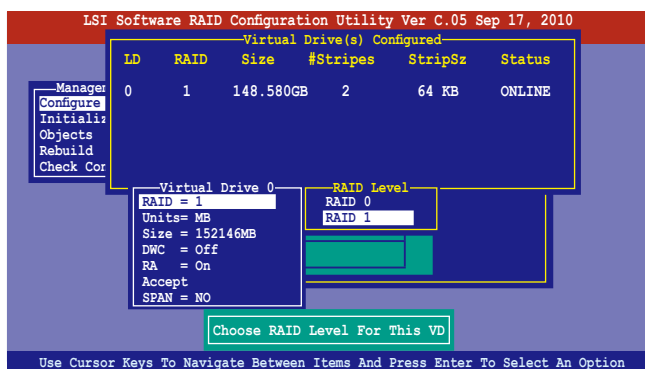 LSI Software RAID Configuration Utility Ver C.05 Sep 17, 2010
Virtual Drive(s) Configured
LD RAID Size #Stripes StripSz Status
0 1 148.580GB 2 64 KB ONLINE
Manage
Configure
Initializ
Objects
Rebuild
Check Con
Virtual Drive 0
RAID = 1
Units= MB
Size = 152146MB
DWC = Off
RA = On
Accept
SPAN = NO
RAID Level
RAID 0
RAID 1
Choose RAID Level For This VD
Use Cursor Keys To Navigate Between Items And Press Enter To Select An Option